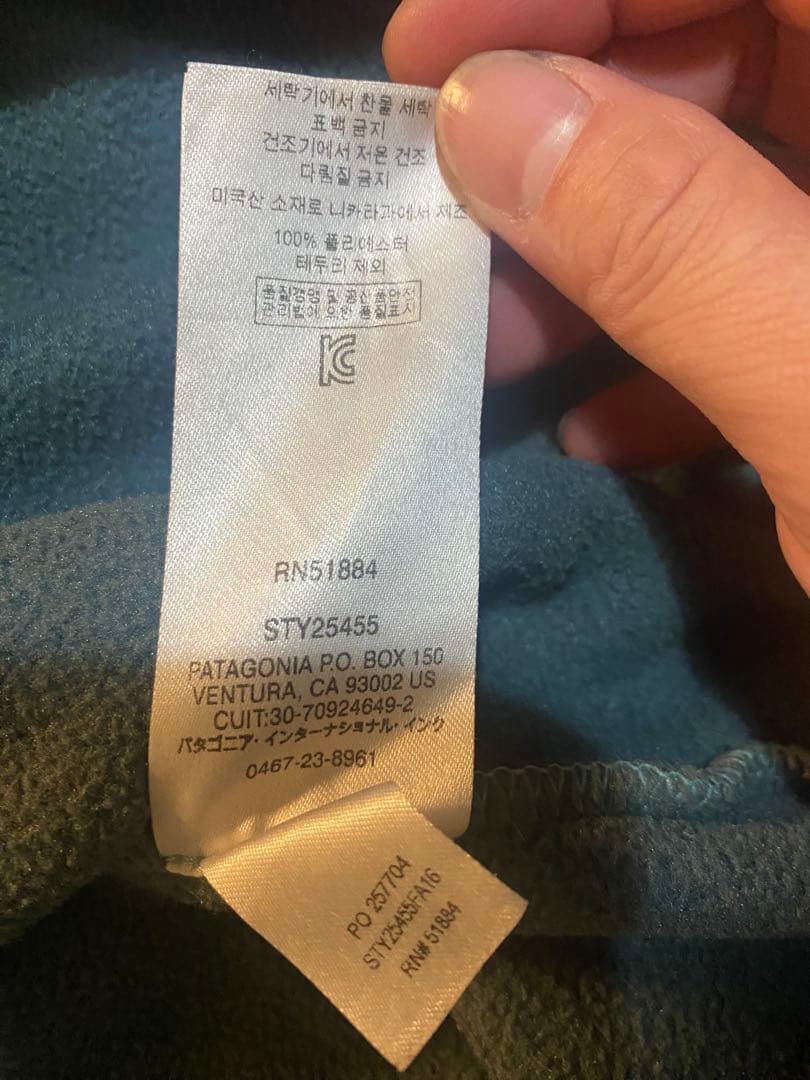 세탁기에서 찬물 세탁
표백 금지
건조기에서 저온 건조
다림질 금지
미국산 소재로 니카라과에서 제조
100% 폴리에스터
테두리 제외
품질경영 및 공산품안전
관리법에 의한 품질표시
KC
RN51884
STY25455
PATAGONIA P.O. BOX 150
VENTURA, CA 93002 US
CUIT:30-70924649-2
パタゴニア・インターナショナル・インク
0467-23-8961
PO 257704
STY25455FA16
RN# 51884